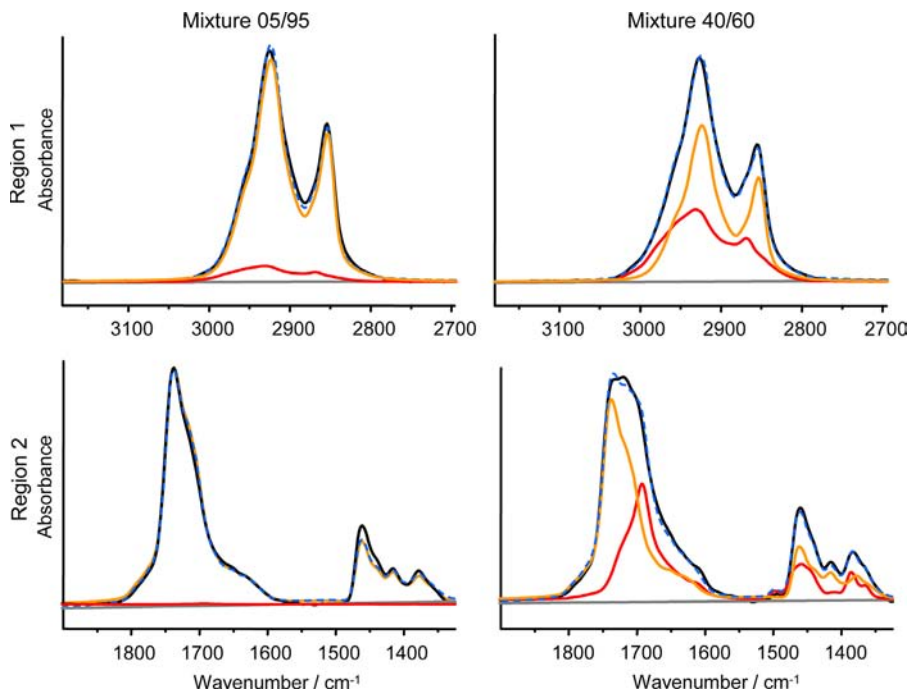 Mixture 05/95
Mixture 40/60
Region 1
Absorbance
3100 3000 2900 2800 2700
3100 3000 2900 2800 2700
Region 2
Absorbance
1800 1700 1600 1500 1400
1800 1700 1600 1500 1400
Wavenumber / cm⁻¹
Wavenumber / cm⁻¹